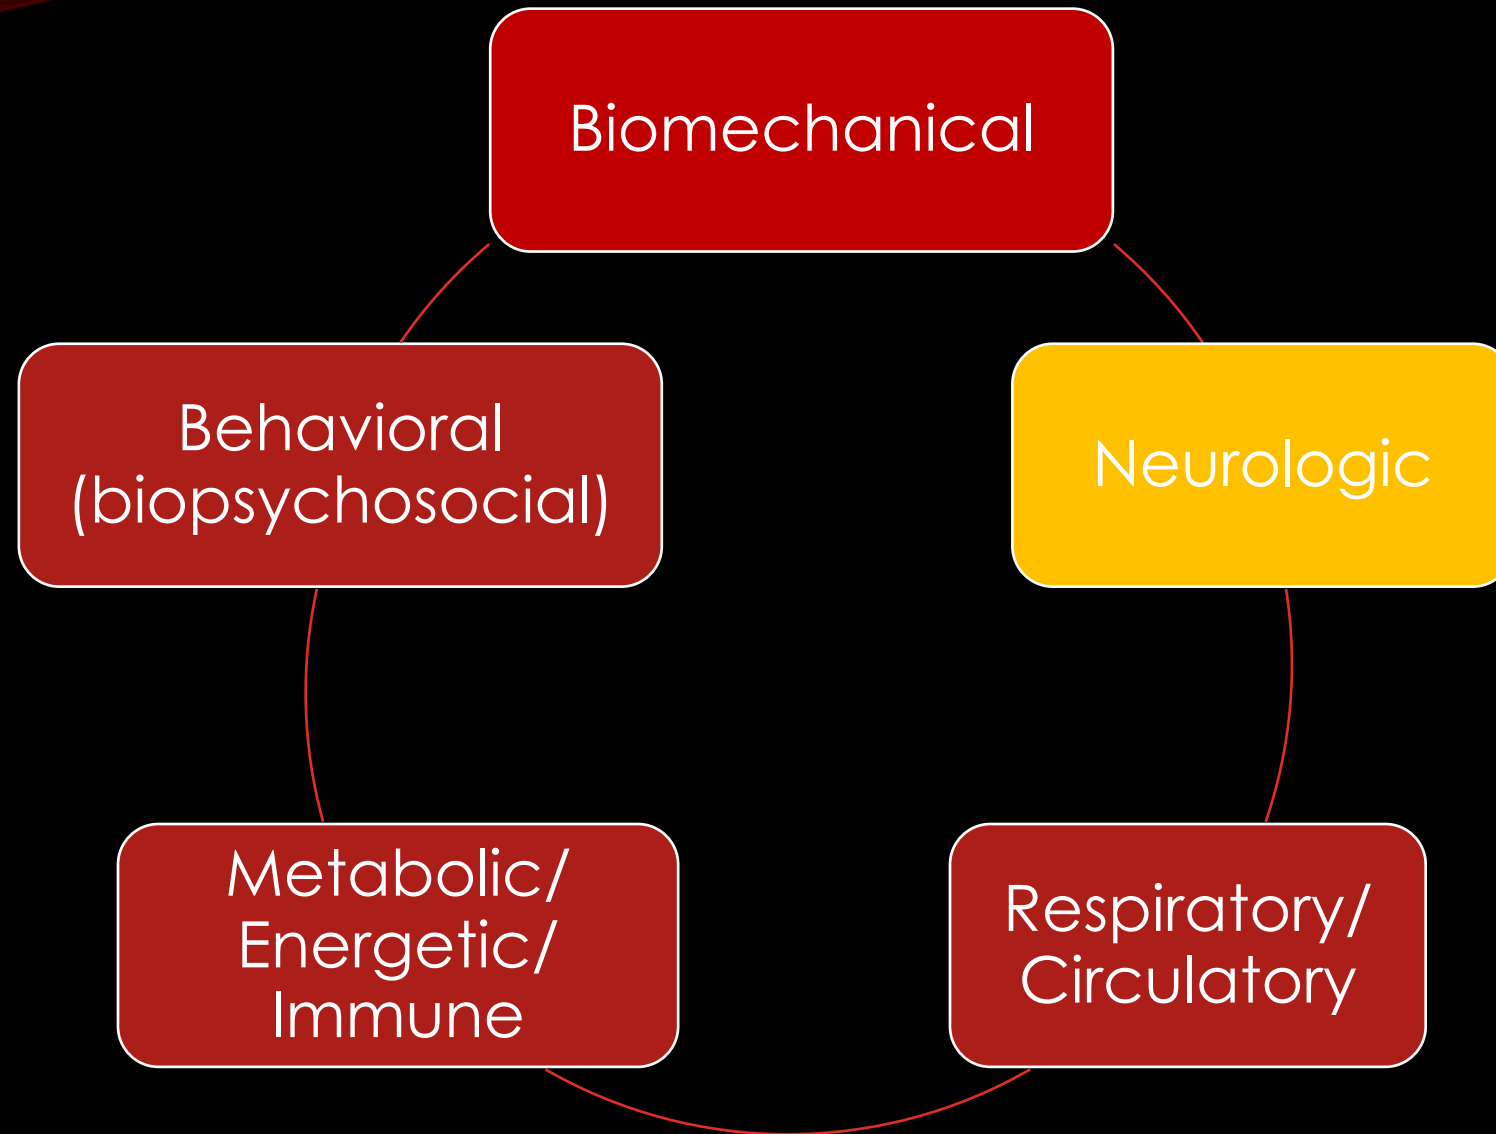 Biomechanical
Behavioral
(biopsychosocial)
Neurologic
Metabolic/
Energetic/
Immune
Respiratory/
Circulatory